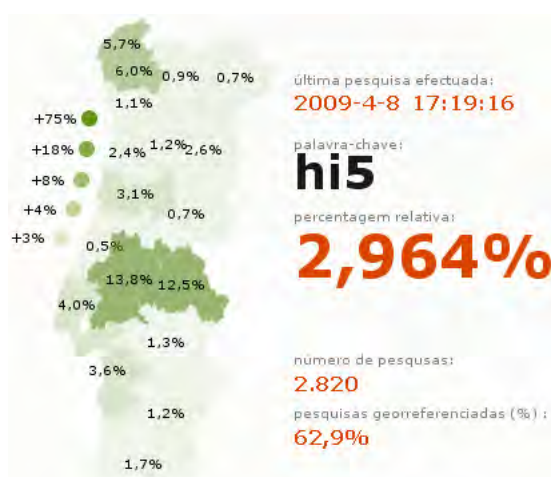 5,7%
6,0% 0,9% 0,7%
1,1%
+75%
+18% 2,4% 1,2% 2,6%
+8%
3,1%
+4% 0,7%
+3% 0,5%
13,8% 12,5%
4,0%
1,3%
3,6%
1,2%
1,7%
última pesquisa efectuada:
2009-4-8 17:19:16
palavra-chave:
hi5
percentagem relativa:
2,964%
número de pesqusas:
2.820
pesquisas georreferenciadas (%) :
62,9%